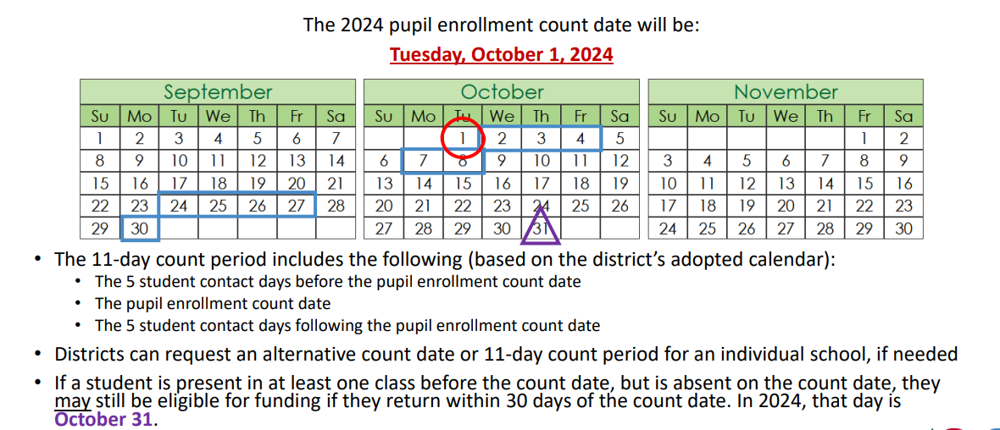 The 2024 pupil enrollment count date will be:
Tuesday, October 1, 2024
September October November
Su Mo Tu We Th Fr Sa Su Mo Tu We Th Fr Sa Su Mo Tu We Th Fr Sa
1 2 3 4 5 6 7 1 2 3 4 5 1 2
8 9 10 11 12 13 14 6 7 8 9 10 11 12 3 4 5 6 7 8 9
15 16 17 18 19 20 21 13 14 15 16 17 18 19 10 11 12 13 14 15 16
22 23 24 25 26 27 28 20 21 22 23 24 25 26 17 18 19 20 21 22 23
29 30 27 28 29 30 31 24 25 26 27 28 29 30
• The 11-day count period includes the following (based on the district's adopted calendar):
• The 5 student contact days before the pupil enrollment count date
• The pupil enrollment count date
• The 5 student contact days following the pupil enrollment count date
• Districts can request an alternative count date or 11-day count period for an individual school, if needed
• If a student is present in at least one class before the count date, but is absent on the count date, they
may still be eligible for funding if they return within 30 days of the count date. In 2024, that day is
October 31.